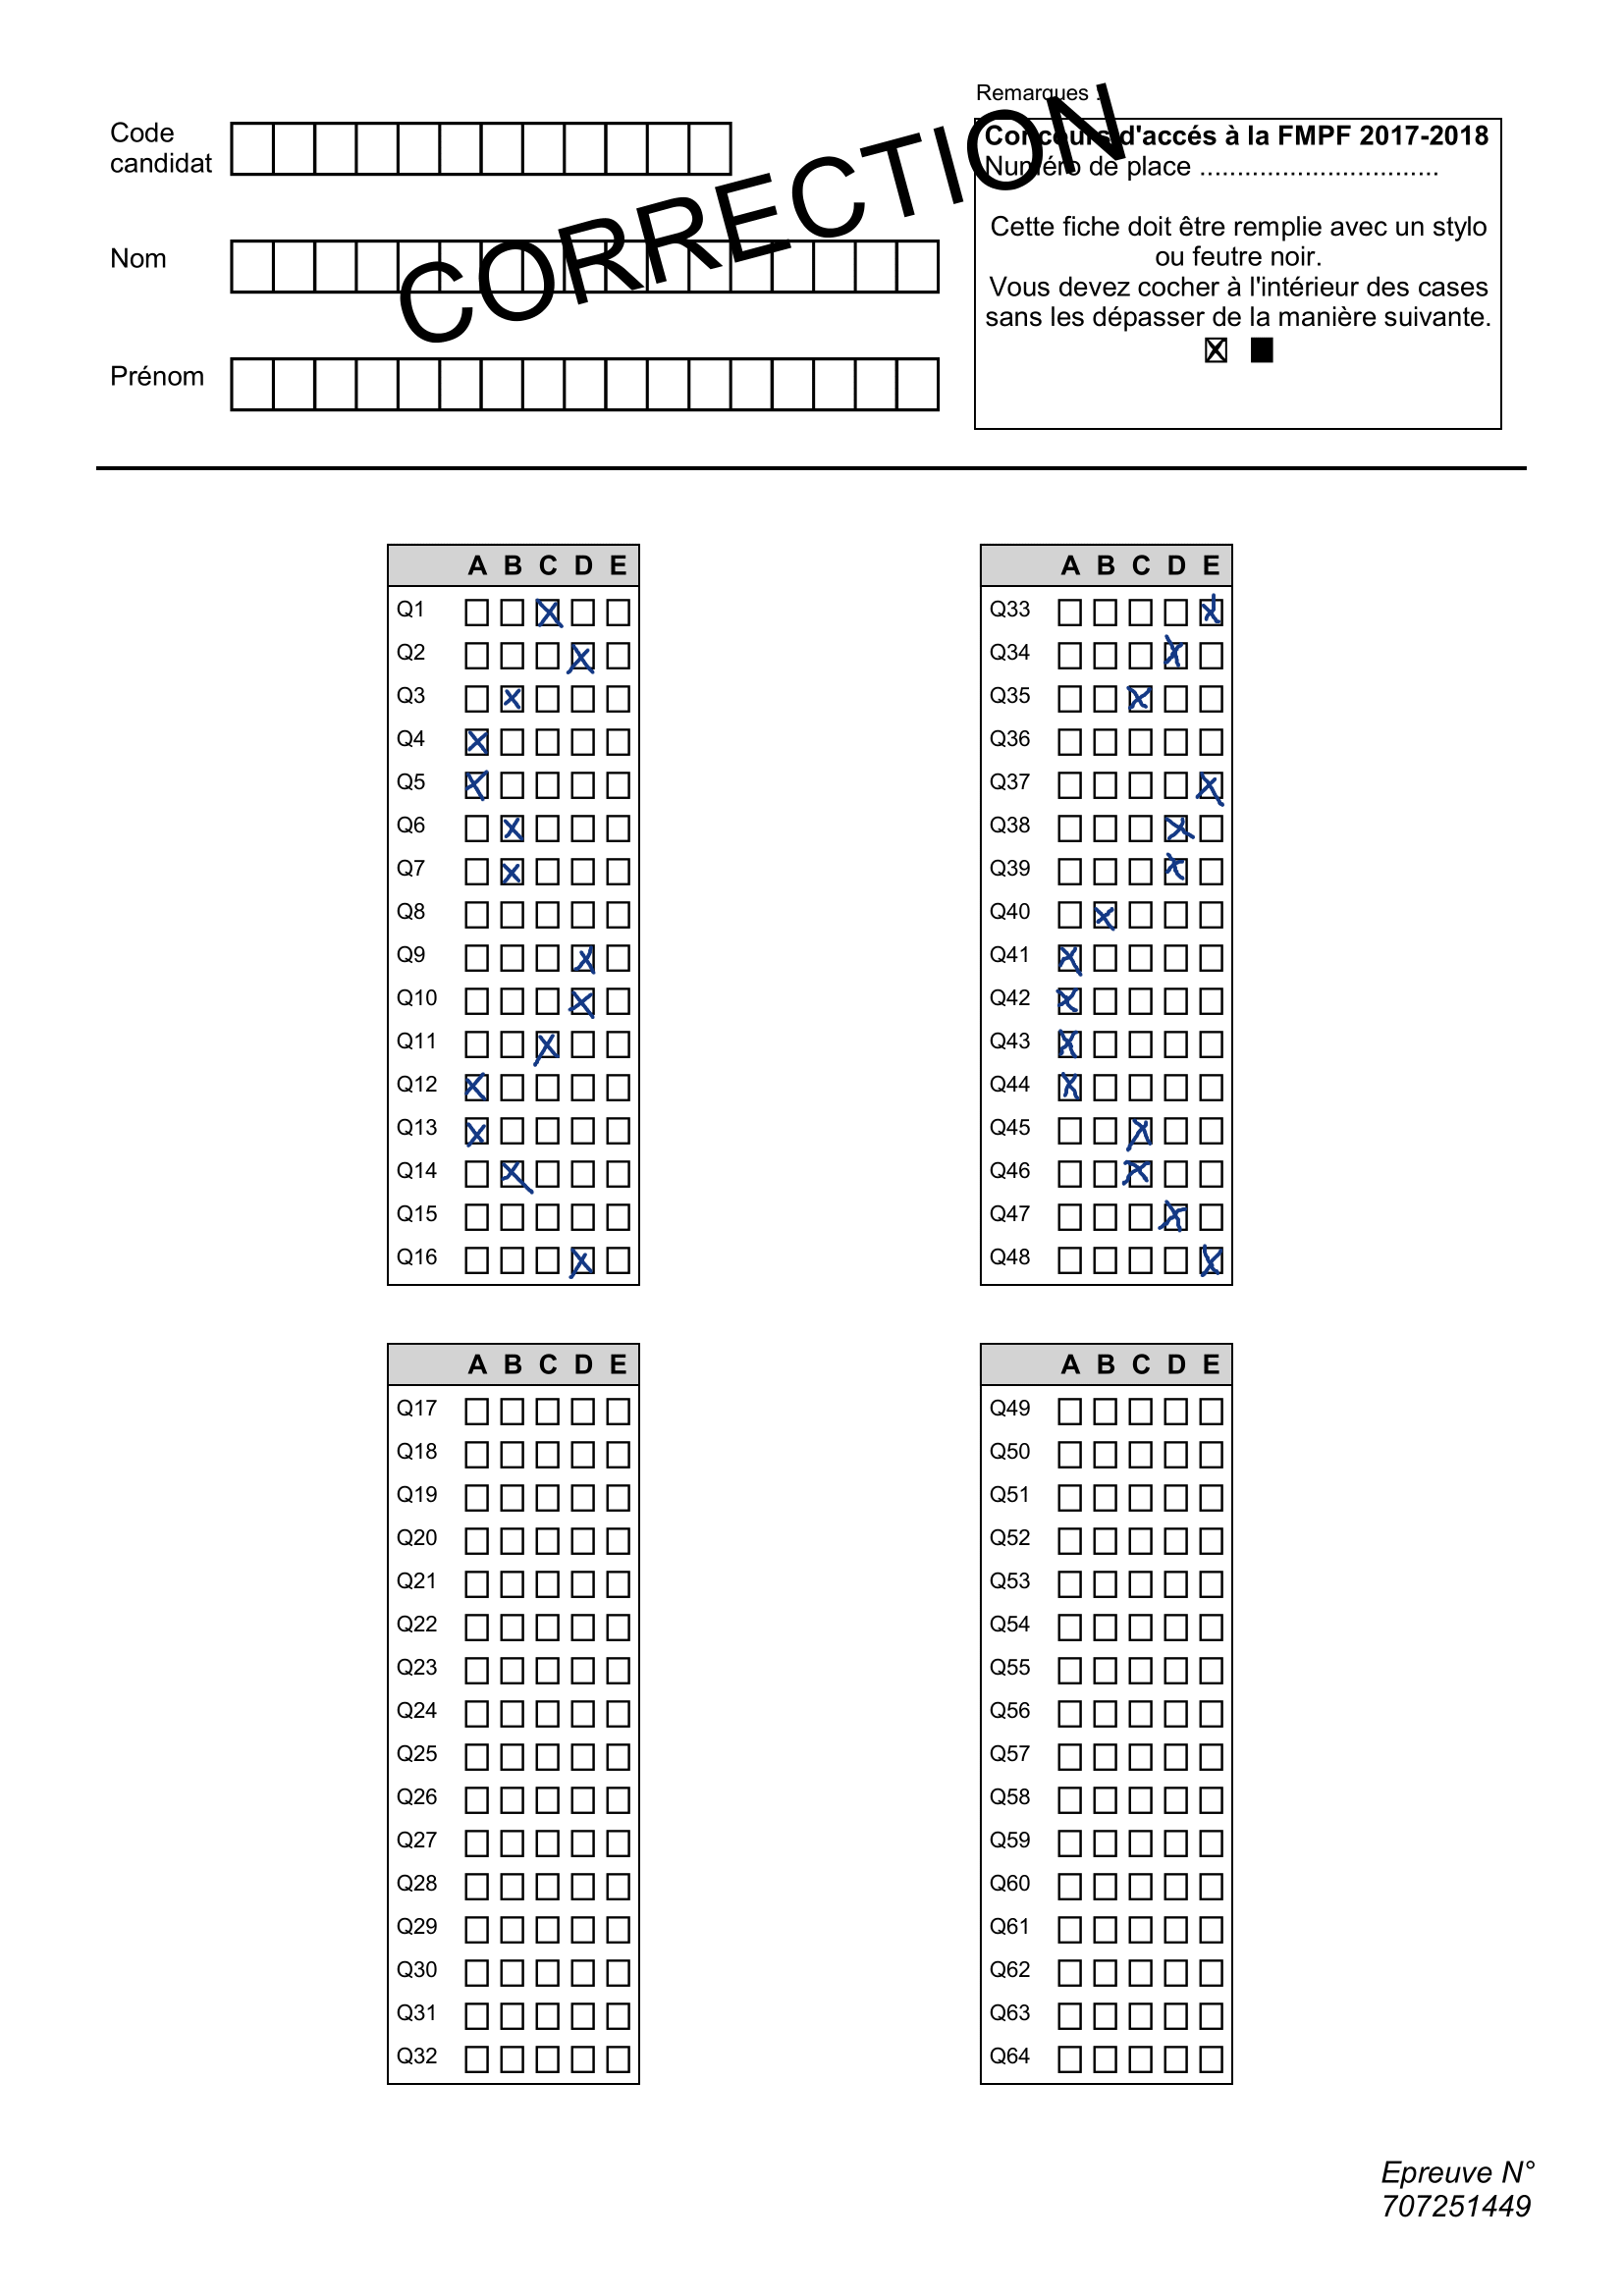 Remarques :
Code
candidat
CORRECTION
Concours d'accés à la FMPF 2017-2018
Numéro de place ................................
Cette fiche doit être remplie avec un stylo
ou feutre noir.
Vous devez cocher à l'intérieur des cases
sans les dépasser de la manière suivante.
Nom
Prénom
A B C D E
Q1
Q2
Q3
Q4
Q5
Q6
Q7
Q8
Q9
Q10
Q11
Q12
Q13
Q14
Q15
Q16
A B C D E
Q33
Q34
Q35
Q36
Q37
Q38
Q39
Q40
Q41
Q42
Q43
Q44
Q45
Q46
Q47
Q48
A B C D E
Q17
Q18
Q19
Q20
Q21
Q22
Q23
Q24
Q25
Q26
Q27
Q28
Q29
Q30
Q31
Q32
A B C D E
Q49
Q50
Q51
Q52
Q53
Q54
Q55
Q56
Q57
Q58
Q59
Q60
Q61
Q62
Q63
Q64
Epreuve N°
707251449